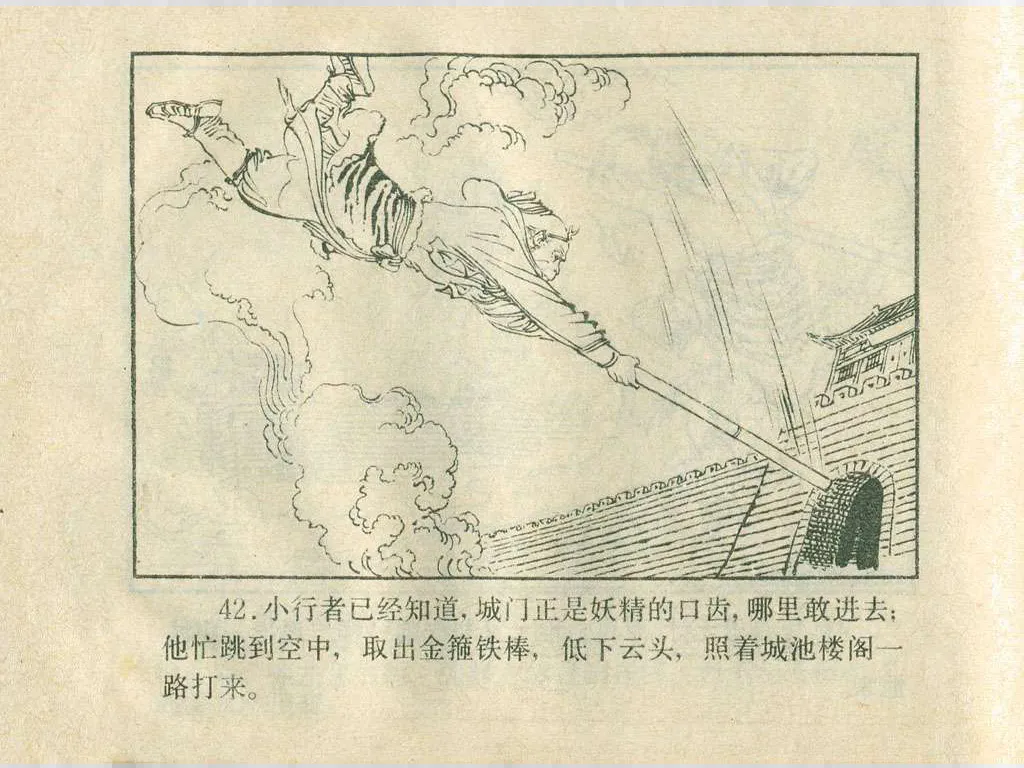 42.小行者已经知道,城门正是妖精的口齿,哪里敢进去;
他忙跳到空中,取出金箍铁棒,低下云头,照着城池楼阁一
路打来。